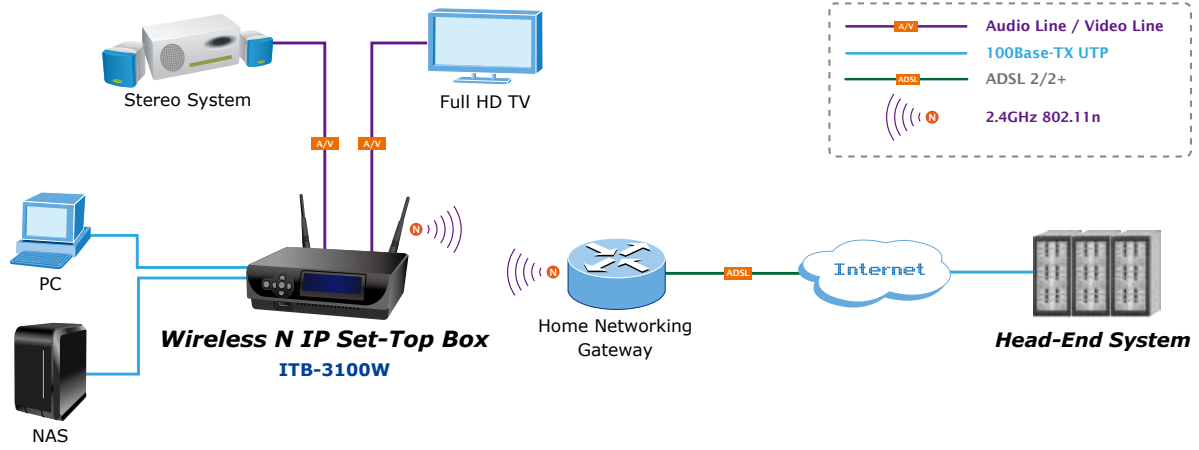 A/V
Audio Line / Video Line
100Base-TX UTP
ADSL
ADSL 2/2+
N
2.4GHz 802.11n
Stereo System
Full HD TV
A/V
A/V
N
N
PC
ADSL
Internet
Home Networking
Gateway
Wireless N IP Set-Top Box
ITB-3100W
Head-End System
NAS